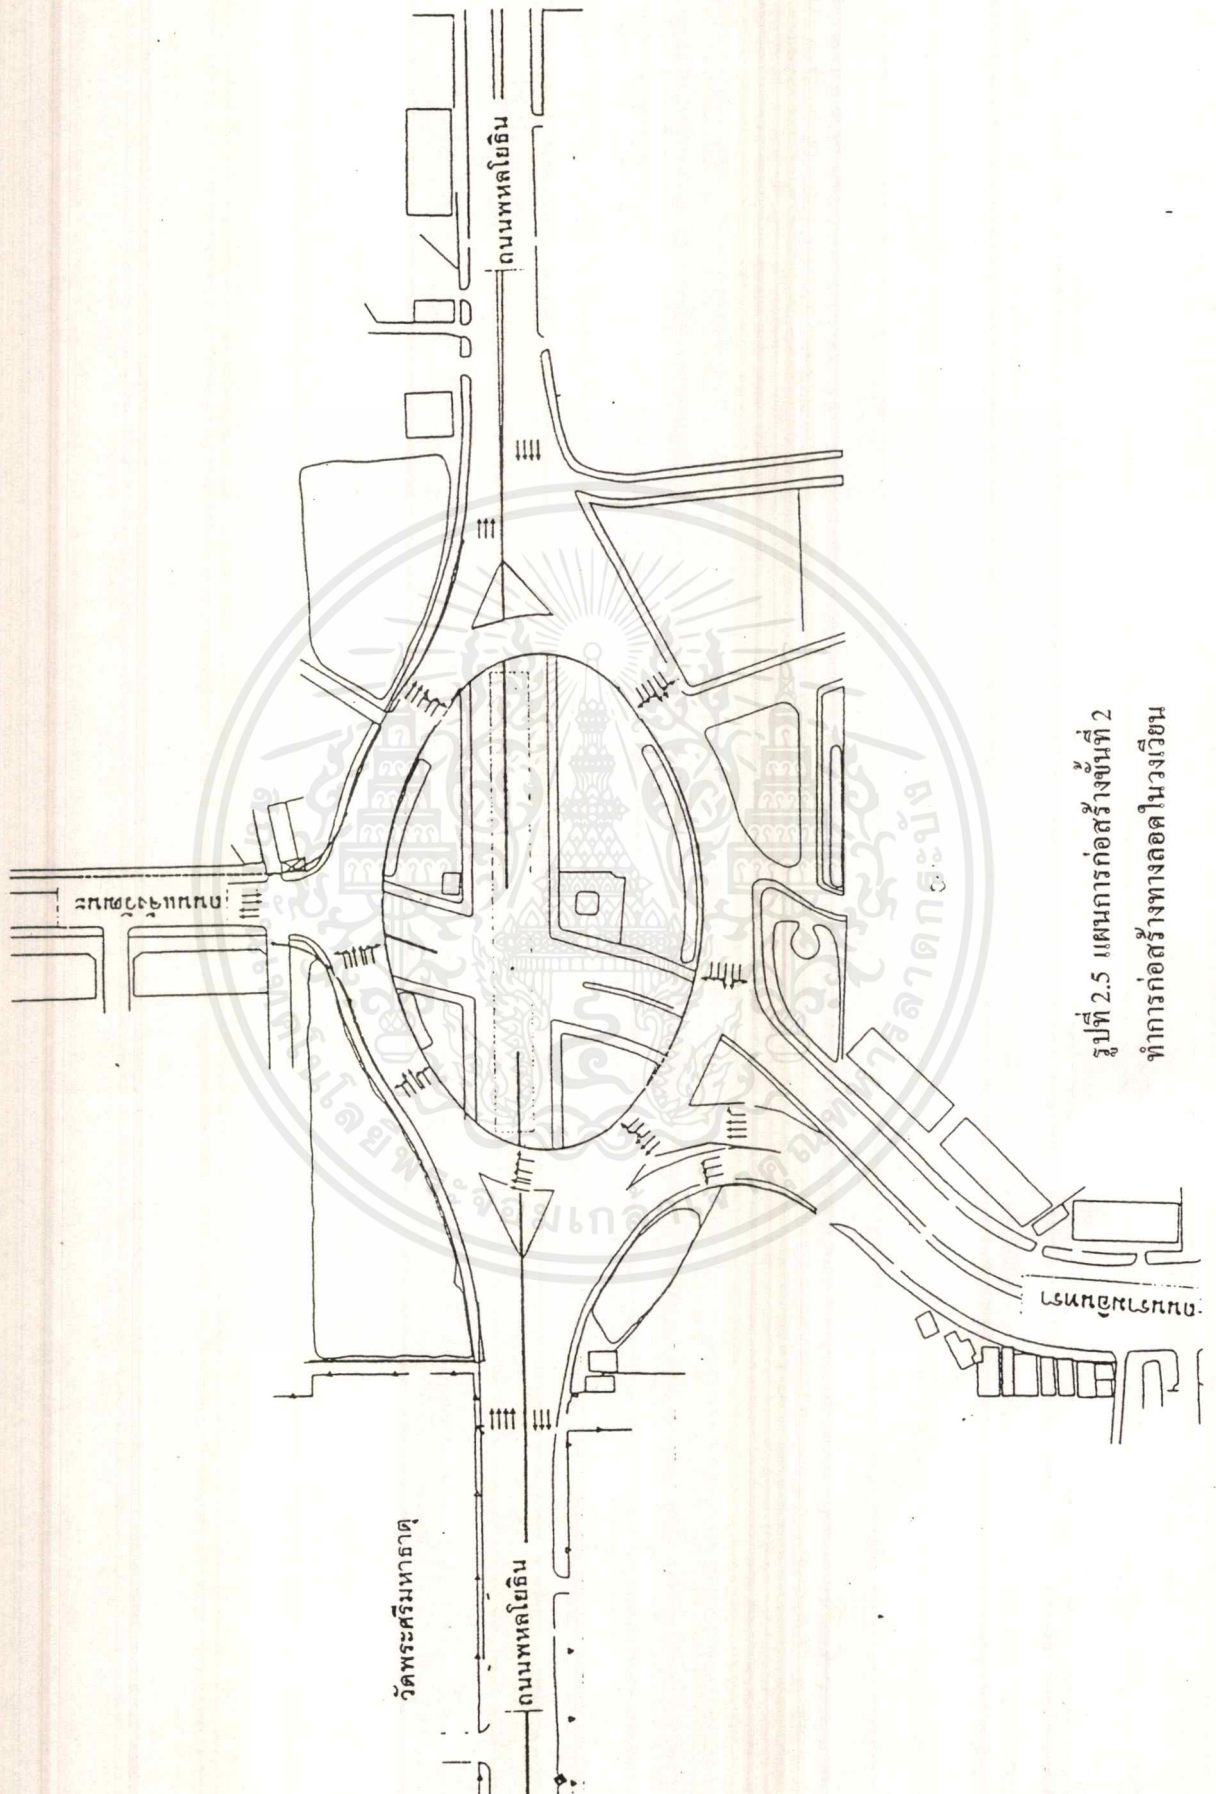 ถนนพหลโยธิน
ถนนแจ้งวัฒนะ
วัดพระศรีมหาธาตุ
ถนนพหลโยธิน
ถนนรามอินทรา
รูปที่ 2.5 แผนการก่อสร้างขั้นที่ 2
ทำการก่อสร้างทางลอดในวงเวียน